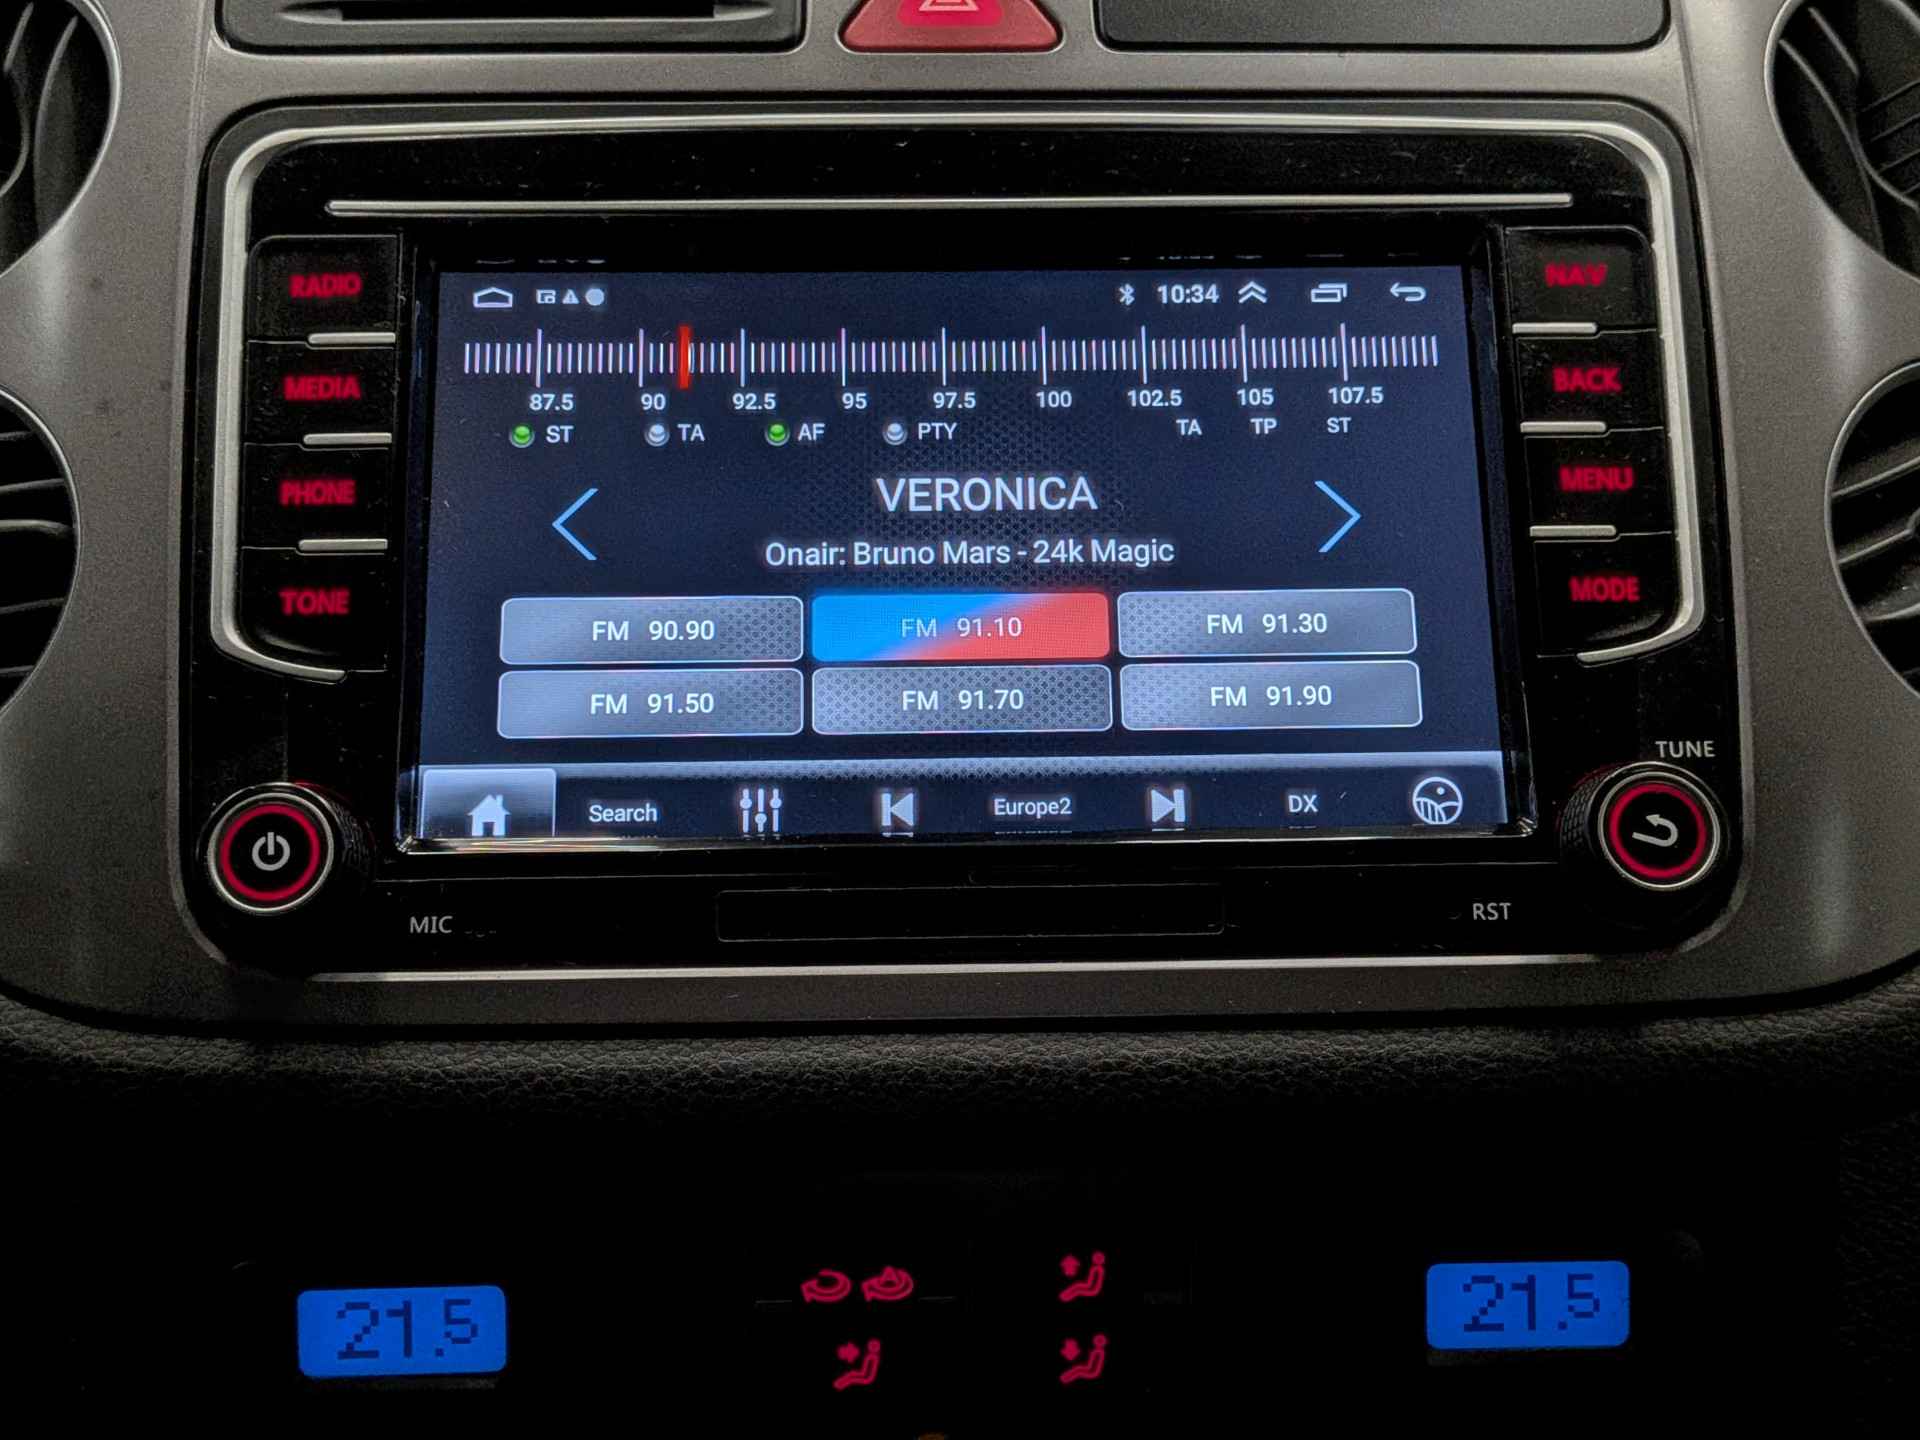 10:34
RADIO
MEDIA
PHONE
TONE
87.5 90 92.5 95 97.5 100 102.5 105 107.5
ST TA AF PTY TA TP ST
VERONICA
Onair: Bruno Mars - 24k Magic
FM 90.90 FM 91.10 FM 91.30
FM 91.50 FM 91.70 FM 91.90
Search Europe2 DX
NAV
BACK
MENU
MODE
TUNE
MIC RST
21.5 21.5